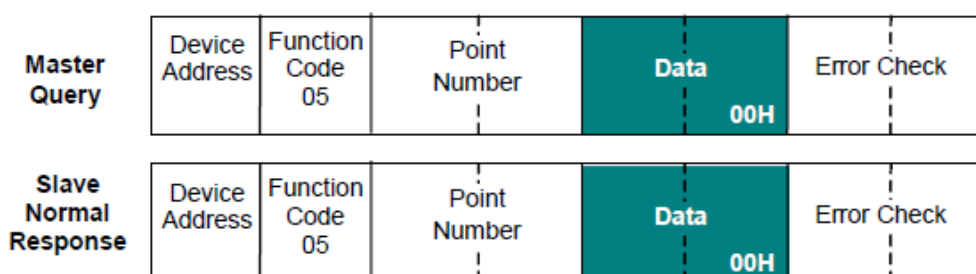 Master
Query
Device
Address
Function
Code
05
Point
Number
Data
00H
Error Check
Slave
Normal
Response
Device
Address
Function
Code
05
Point
Number
Data
00H
Error Check